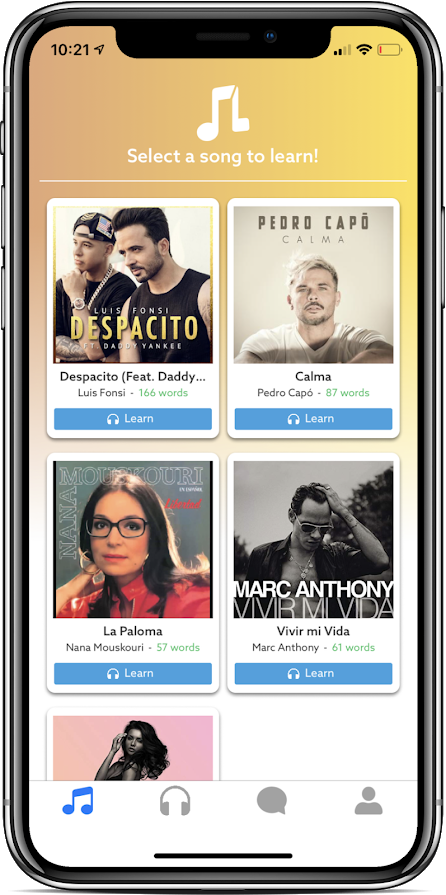 10:21
Select a song to learn!
LUIS FONSI
DESPACITO
FT. DADDY YANKEE
Despacito (Feat. Daddy...
Luis Fonsi - 166 words
Learn
PEDRO CAPÓ
CALMA
Calma
Pedro Capó - 87 words
Learn
NANA
MOUSKOURI
EN ESPAÑOL
La Paloma
Nana Mouskouri - 57 words
Learn
MARC ANTHONY
VIVIR MI VIDA
Vivir mi Vida
Marc Anthony - 61 words
Learn